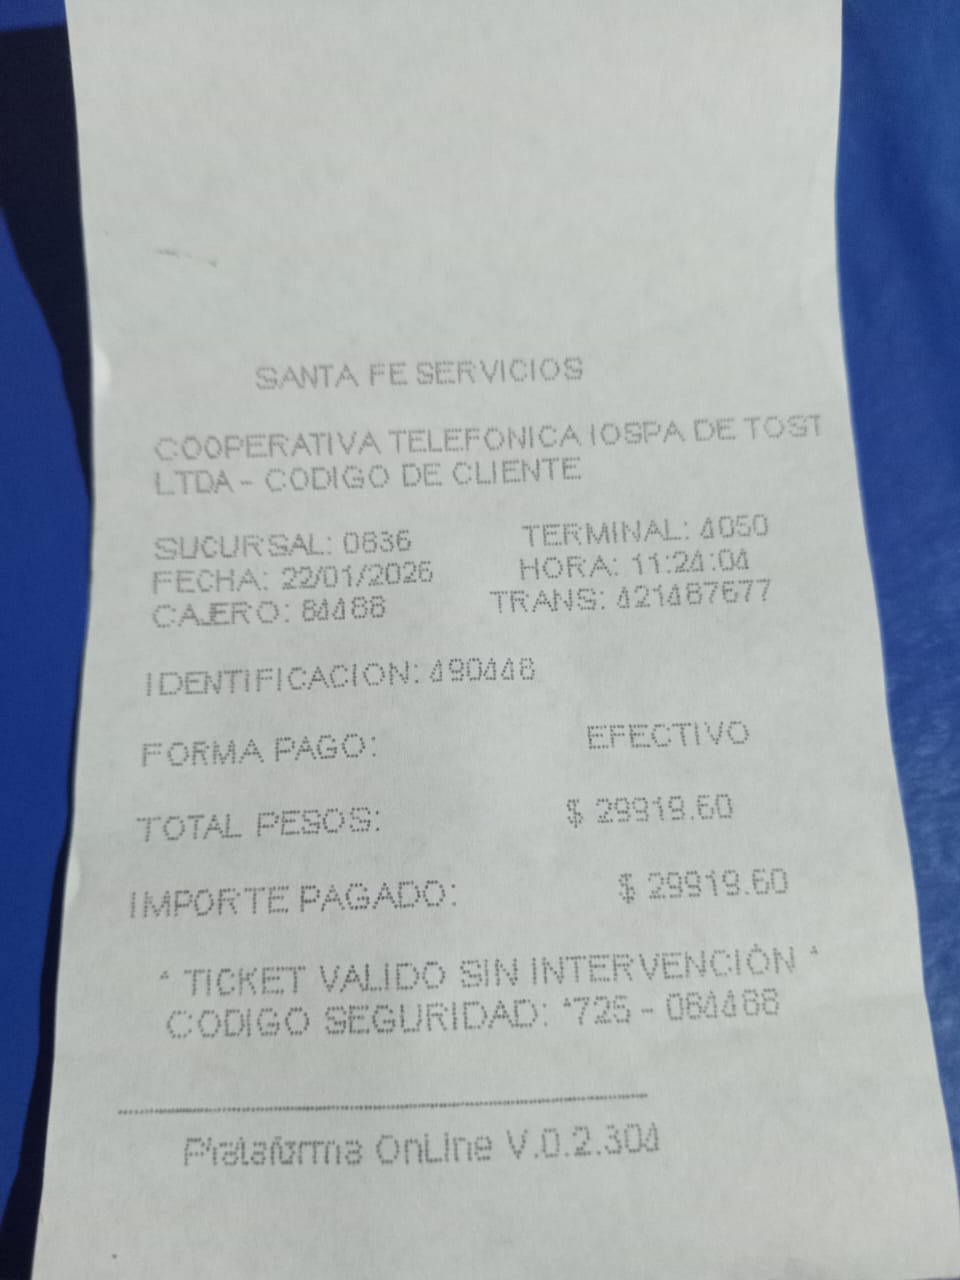 SANTA FE SERVICIOS
COOPERATIVA TELEFONICA IOSPA DE TOST
LTDA - CODIGO DE CLIENTE
SUCURSAL: 0836 TERMINAL: 4050
FECHA: 22/01/2026 HORA: 11:24:04
CAJERO: 84488 TRANS: 421487677
IDENTIFICACION: 490448
FORMA PAGO: EFECTIVO
TOTAL PESOS: $ 29919.60
IMPORTE PAGADO: $ 29919.60
* TICKET VALIDO SIN INTERVENCIÓN *
CODIGO SEGURIDAD: *725 - 084488
Plataforma OnLine V.0.2.304